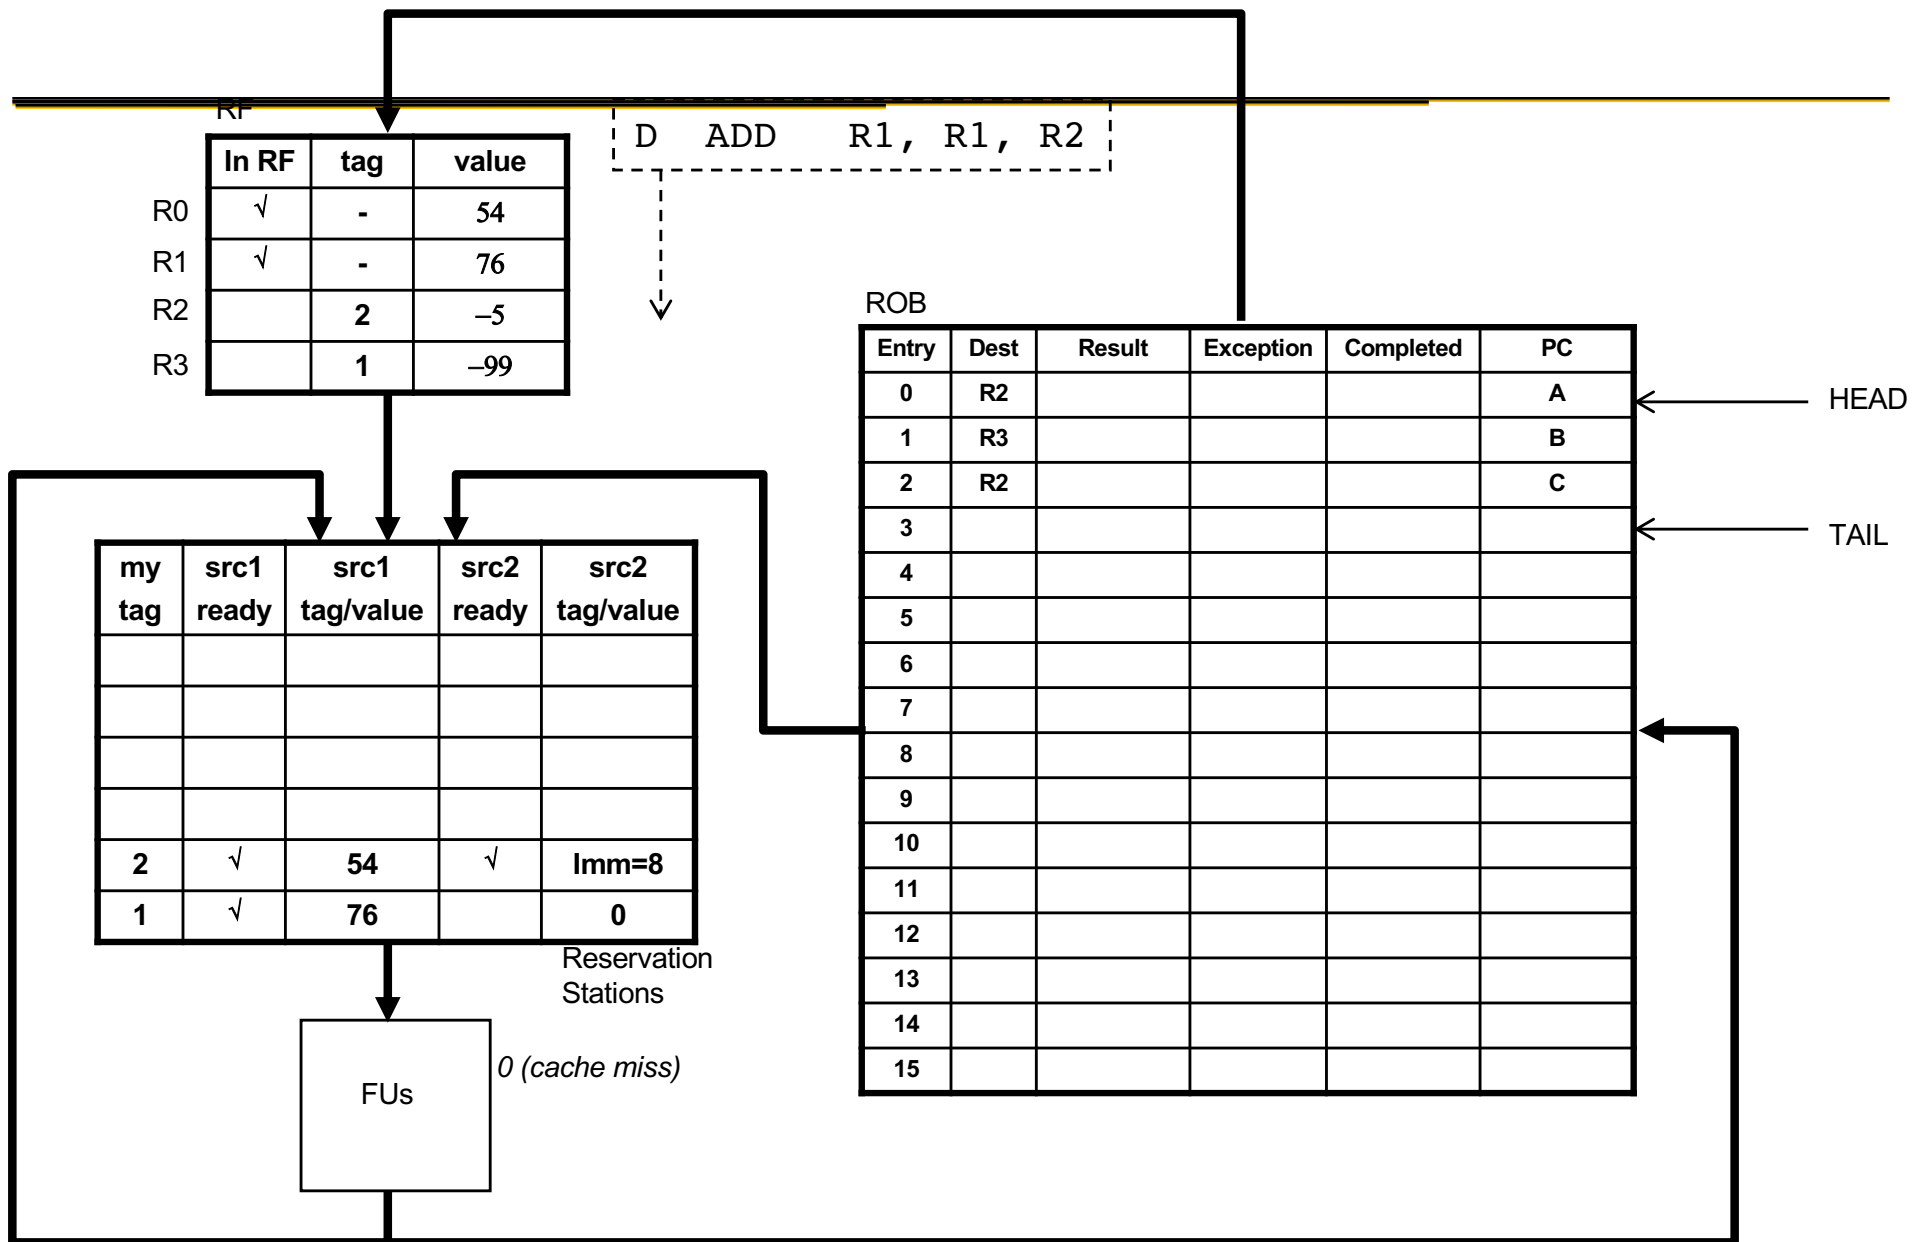 RF
D ADD R1, R1, R2
In RF tag value
R0 √ - 54
R1 √ - 76
R2 2 –5
R3 1 –99
ROB
Entry Dest Result Exception Completed PC
0 R2 A
HEAD
1 R3 B
2 R2 C
3
TAIL
4
5
6
7
8
9
10
11
12
13
14
15
my tag src1 ready src1 tag/value src2 ready src2 tag/value
2 √ 54 √ Imm=8
1 √ 76 0
Reservation
Stations
FUs
0 (cache miss)